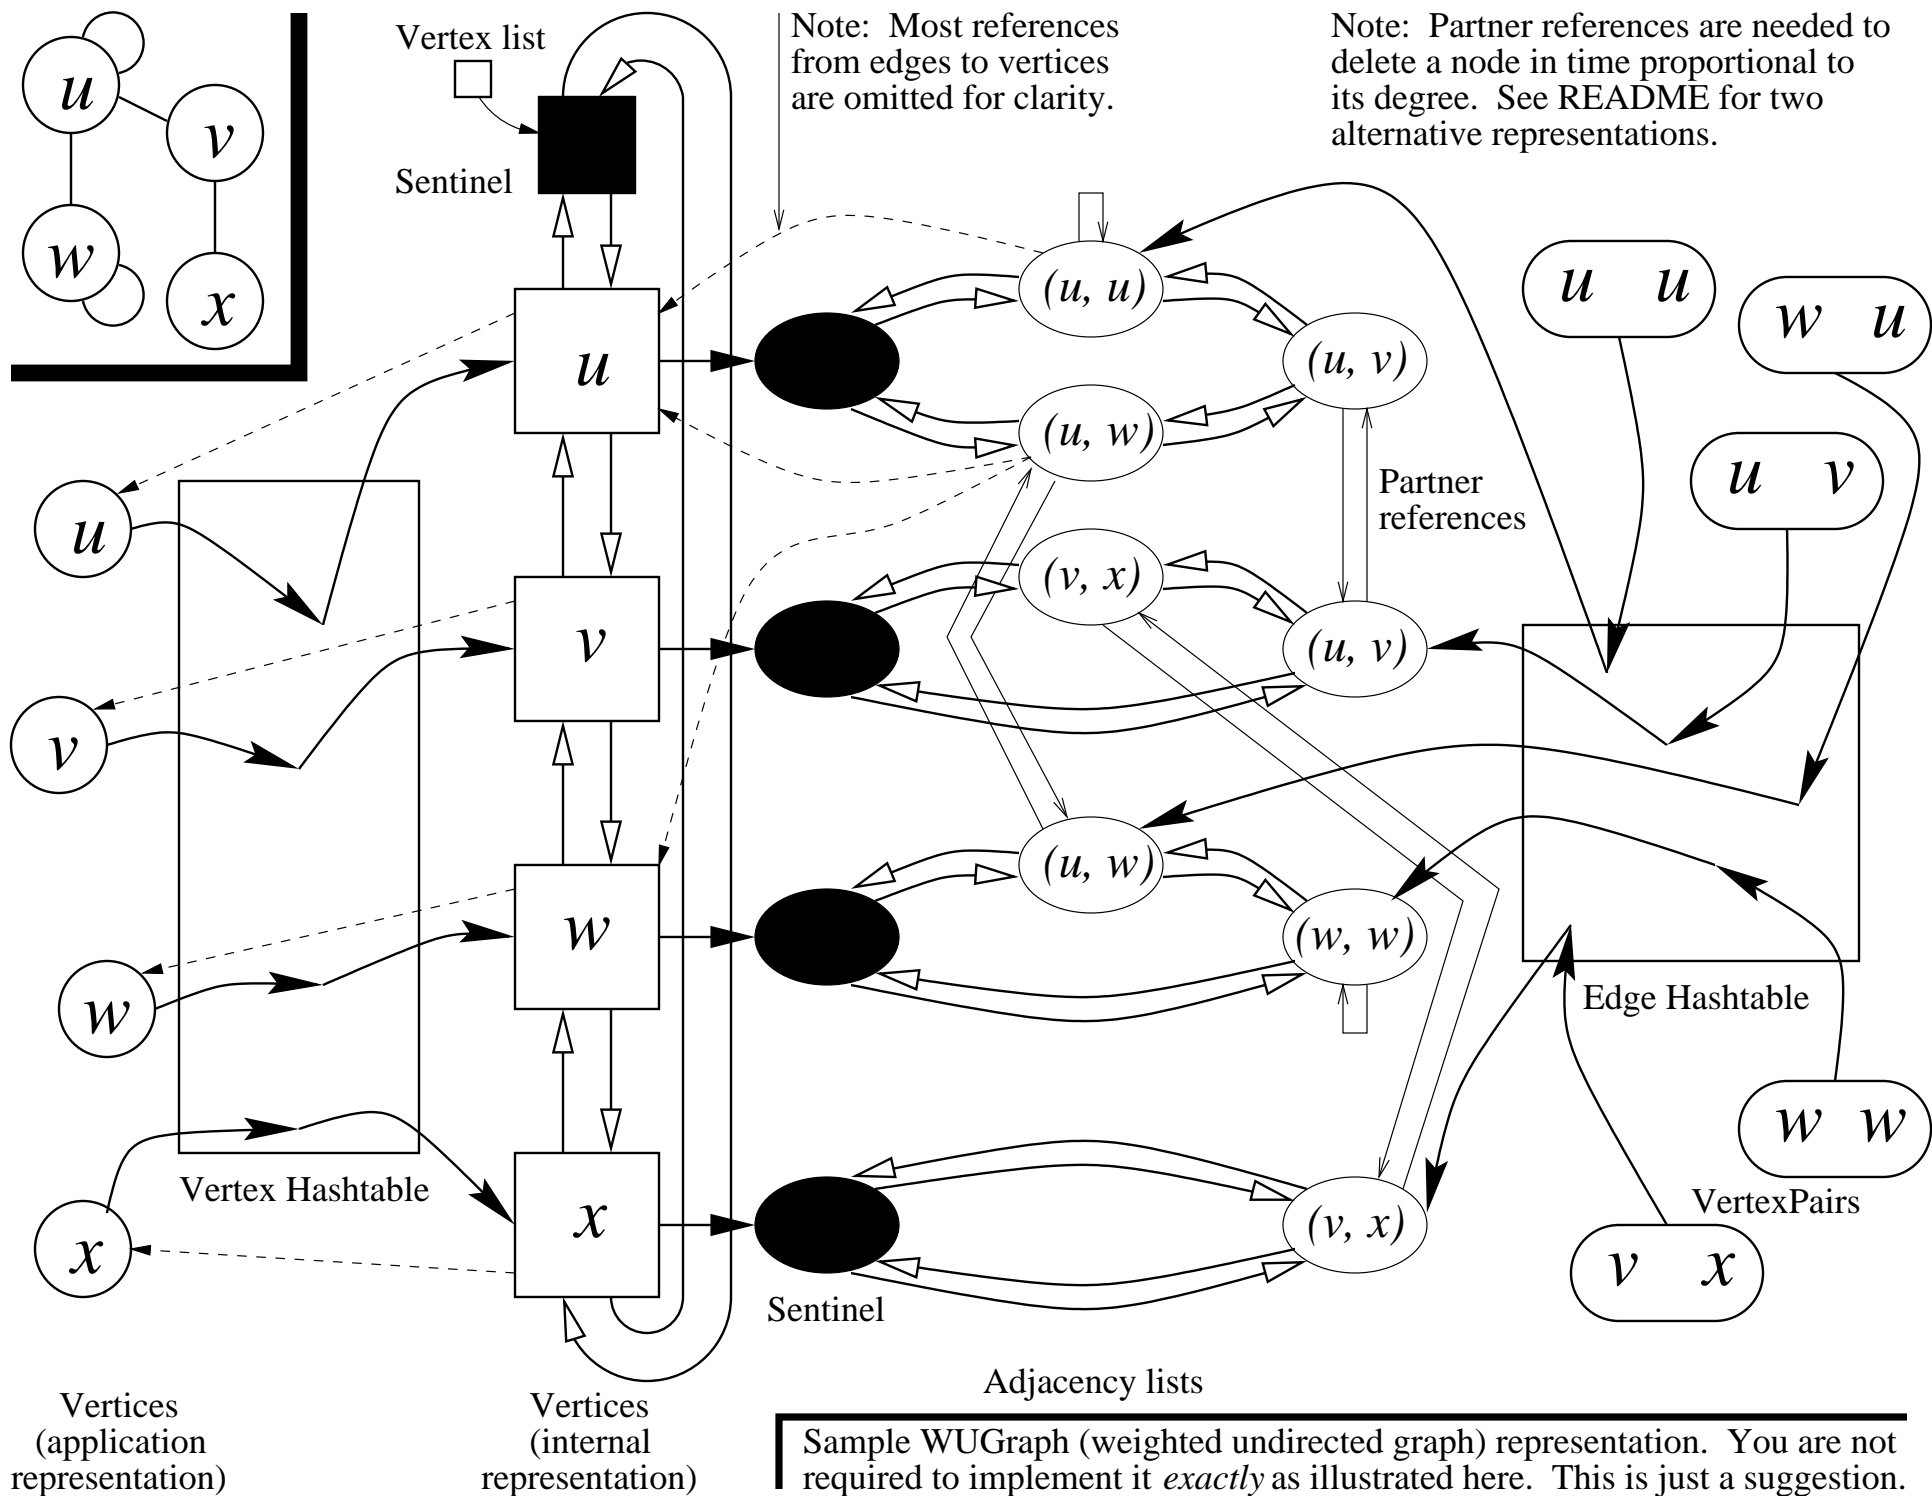 u
v
w
x
Vertex list
Sentinel
Note: Most references
from edges to vertices
are omitted for clarity.
Note: Partner references are needed to
delete a node in time proportional to
its degree. See README for two
alternative representations.
u
v
w
x
Vertex Hashtable
u
v
w
x
(u, u)
(u, v)
(u, w)
Partner
references
(v, x)
(u, v)
(u, w)
(w, w)
(v, x)
Sentinel
u u
w u
u v
Edge Hashtable
w w
VertexPairs
v x
Vertices
(application
representation)
Vertices
(internal
representation)
Adjacency lists
Sample WUGraph (weighted undirected graph) representation. You are not
required to implement it exactly as illustrated here. This is just a suggestion.